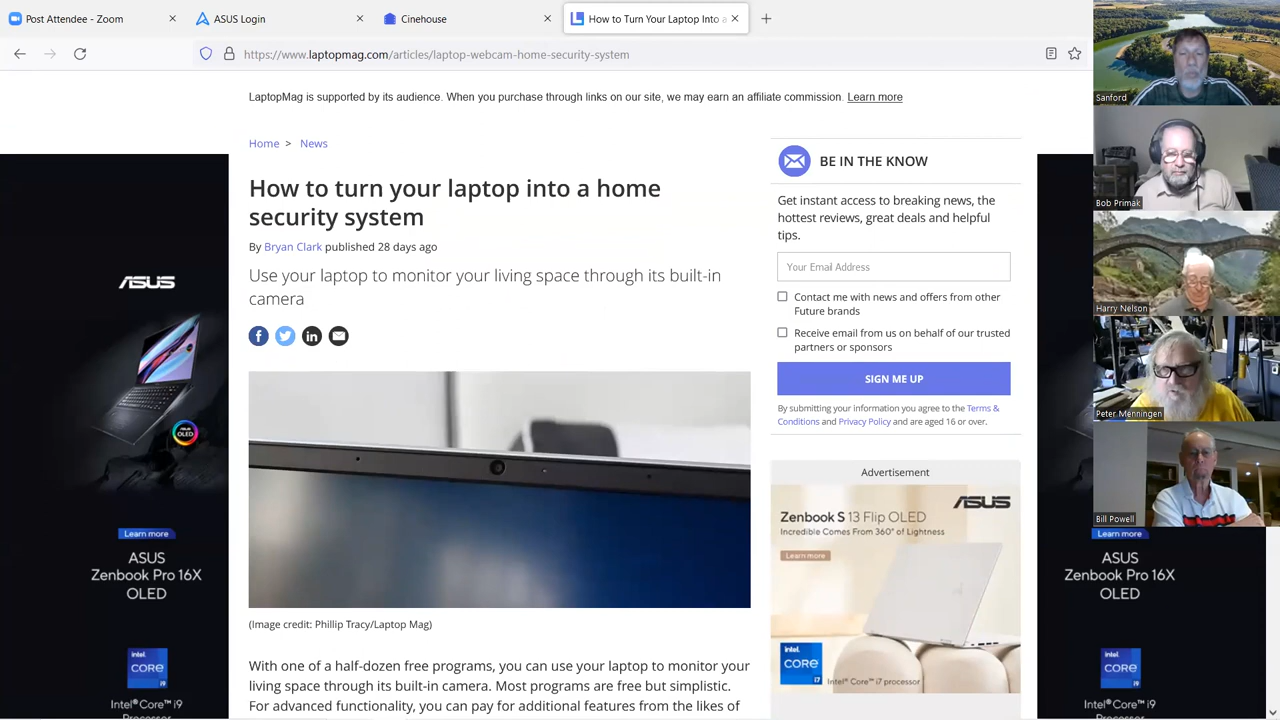 Post Attendee - Zoom
ASUS Login
Cinehouse
How to Turn Your Laptop Into a
https://www.laptopmag.com/articles/laptop-webcam-home-security-system
LaptopMag is supported by its audience. When you purchase through links on our site, we may earn an affiliate commission. Learn more
Home > News
How to turn your laptop into a home
security system
By Bryan Clark published 28 days ago
Use your laptop to monitor your living space through its built-in
camera
(Image credit: Phillip Tracy/Laptop Mag)
With one of a half-dozen free programs, you can use your laptop to monitor your
living space through its built-in camera. Most programs are free but simplistic.
For advanced functionality, you can pay for additional features from the likes of
BE IN THE KNOW
Get instant access to breaking news, the
hottest reviews, great deals and helpful
tips.
Your Email Address
Contact me with news and offers from other
Future brands
Receive email from us on behalf of our trusted
partners or sponsors
SIGN ME UP
By submitting your information you agree to the Terms &
Conditions and Privacy Policy and are aged 16 or over.
Advertisement
ASUS
Zenbook S 13 Flip OLED
Incredible Comes From 360° of Lightness
Learn more
intel
CORE
i7
Intel® Core™ i7 processor
ASUS
ASUS
OLED
Learn more
ASUS
Zenbook Pro 16X
OLED
intel
CORE
i9
Intel® Core™ i9
Processor
Learn more
ASUS
Zenbook Pro 16X
OLED
intel
CORE
i9
Intel® Core™ i9
Processor
Sanford
Bob Primak
Harry Nelson
Peter Menningen
Bill Powell